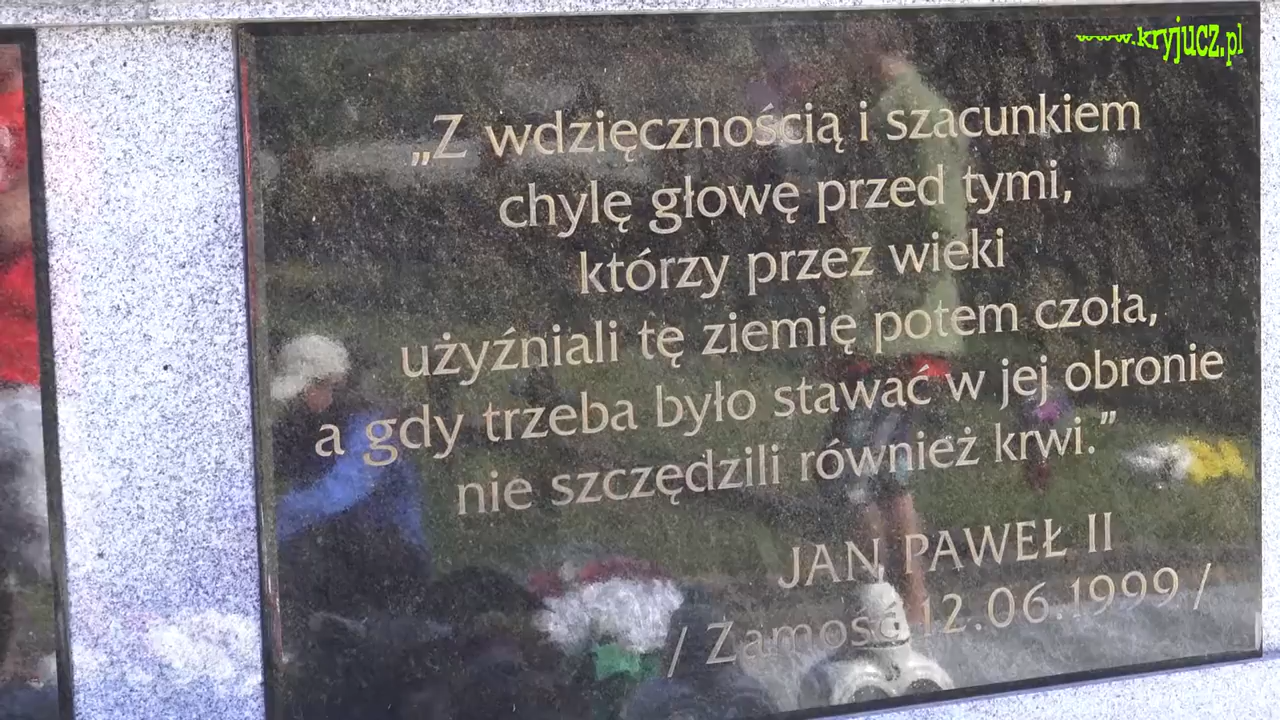 www.kryjucz.pl
„Z wdzięcznością i szacunkiem
chylę głowę przed tymi,
którzy przez wieki
użyźniali tę ziemię potem czoła,
a gdy trzeba było stawać w jej obronie
nie szczędzili również krwi.”
JAN PAWEŁ II
/ Zamość 12.06.1999 /